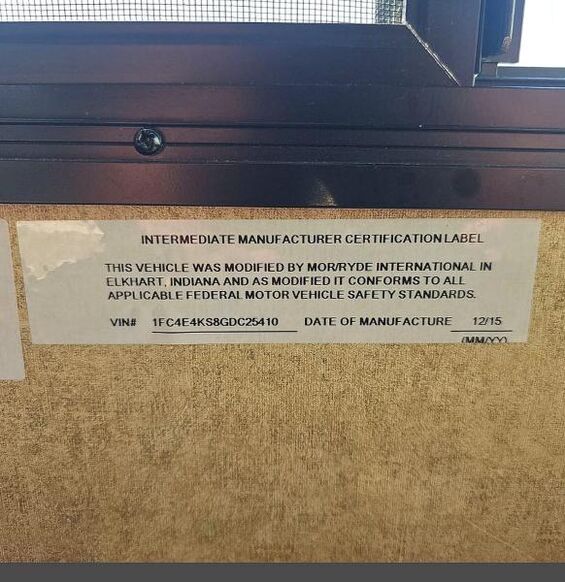 INTERMEDIATE MANUFACTURER CERTIFICATION LABEL
THIS VEHICLE WAS MODIFIED BY MOR/RYDE INTERNATIONAL IN
ELKHART, INDIANA AND AS MODIFIED IT CONFORMS TO ALL
APPLICABLE FEDERAL MOTOR VEHICLE SAFETY STANDARDS.
VIN# 1FC4E4KS8GDC25410 DATE OF MANUFACTURE 12/15
(MM/YY)